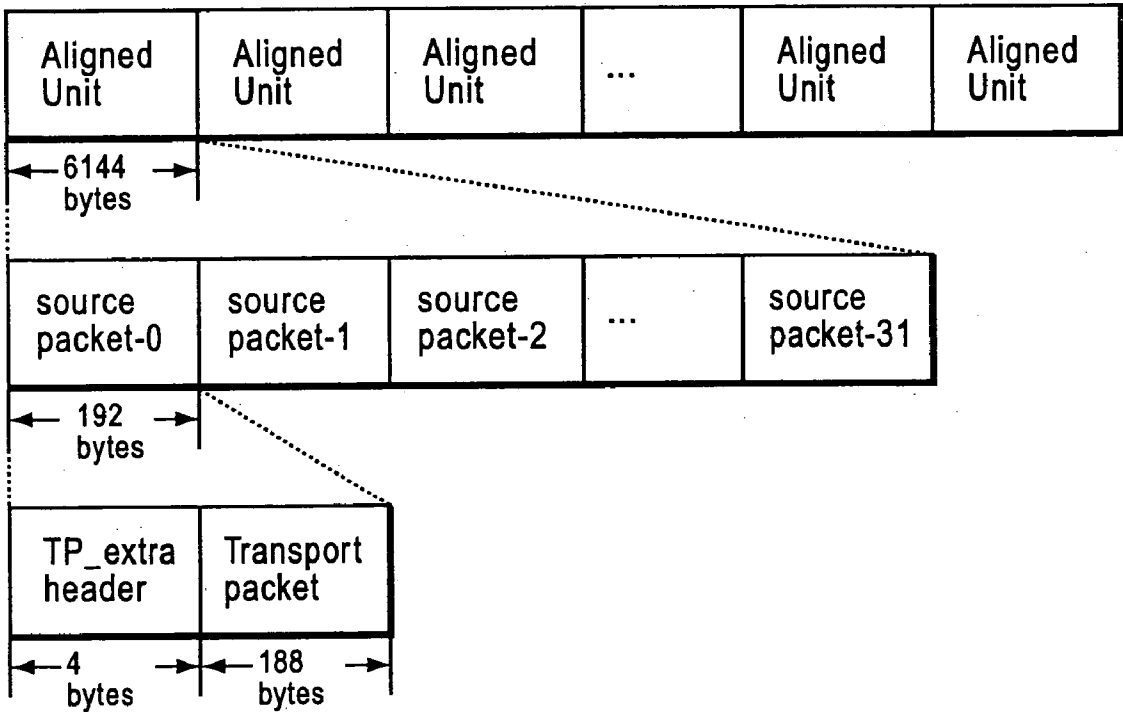 Aligned
Unit
Aligned
Unit
Aligned
Unit
...
Aligned
Unit
Aligned
Unit
6144
bytes
source
packet-0
source
packet-1
source
packet-2
...
source
packet-31
192
bytes
TP_extra
header
Transport
packet
4
bytes
188
bytes